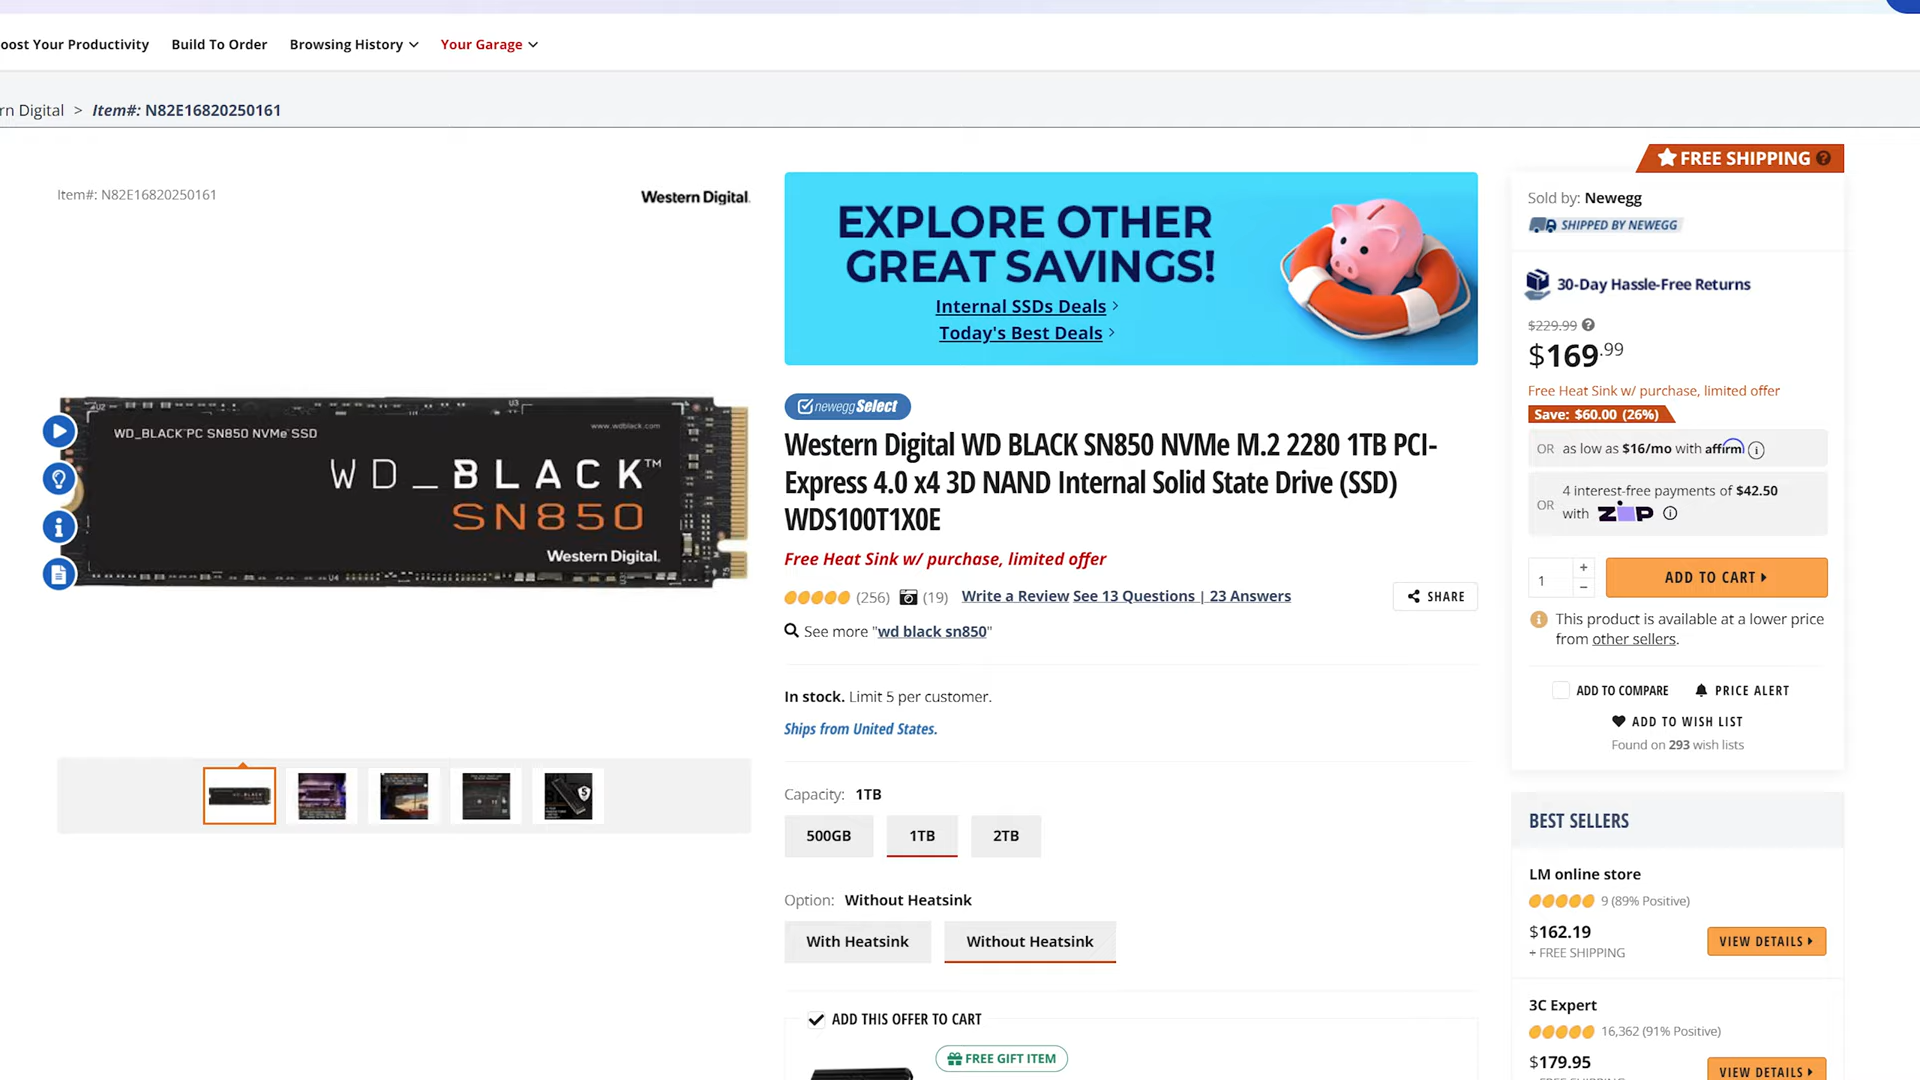 oost Your Productivity Build To Order Browsing History Your Garage
rn Digital > Item#: N82E16820250161
FREE SHIPPING
Item#: N82E16820250161
Western Digital.
WD_BLACK™PC SN850 NVMe™SSD
www.wdblack.com
WD_BLACK™
SN850
Western Digital.
EXPLORE OTHER
GREAT SAVINGS!
Internal SSDs Deals >
Today's Best Deals >
newegg Select
Western Digital WD BLACK SN850 NVMe M.2 2280 1TB PCI-
Express 4.0 x4 3D NAND Internal Solid State Drive (SSD)
WDS100T1X0E
Free Heat Sink w/ purchase, limited offer
(256) (19) Write a Review See 13 Questions | 23 Answers
SHARE
See more "wd black sn850"
In stock. Limit 5 per customer.
Ships from United States.
Capacity: 1TB
500GB 1TB 2TB
Option: Without Heatsink
With Heatsink Without Heatsink
ADD THIS OFFER TO CART
FREE GIFT ITEM
Sold by: Newegg
SHIPPED BY NEWEGG
30-Day Hassle-Free Returns
$229.99
$169.99
Free Heat Sink w/ purchase, limited offer
Save: $60.00 (26%)
OR as low as $16/mo with affirm
OR 4 interest-free payments of $42.50
with ZIP
1 + −
ADD TO CART
This product is available at a lower price
from other sellers.
ADD TO COMPARE PRICE ALERT
ADD TO WISH LIST
Found on 293 wish lists
BEST SELLERS
LM online store
9 (89% Positive)
$162.19
+ FREE SHIPPING
VIEW DETAILS
3C Expert
16,362 (91% Positive)
$179.95
VIEW DETAILS